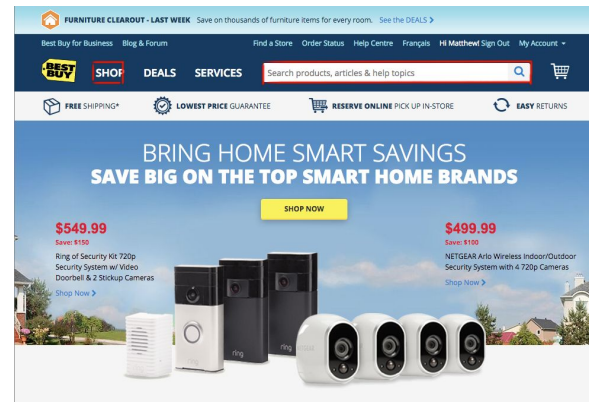 FURNITURE CLEAROUT - LAST WEEK Save on thousands of furniture items for every room. See the DEALS >
Best Buy for Business Blog & Forum Find a Store Order Status Help Centre Français Hi Matthew! Sign Out My Account
BEST BUY SHOP DEALS SERVICES Search products, articles & help topics
FREE SHIPPING* LOWEST PRICE GUARANTEE RESERVE ONLINE PICK UP IN-STORE EASY RETURNS
BRING HOME SMART SAVINGS
SAVE BIG ON THE TOP SMART HOME BRANDS
SHOP NOW
$549.99
Save: $150
Ring of Security Kit 720p
Security System w/ Video
Doorbell & 2 Stickup Cameras
Shop Now >
$499.99
Save: $100
NETGEAR Arlo Wireless Indoor/Outdoor
Security System with 4 720p Cameras
Shop Now >
ring
ring
ring